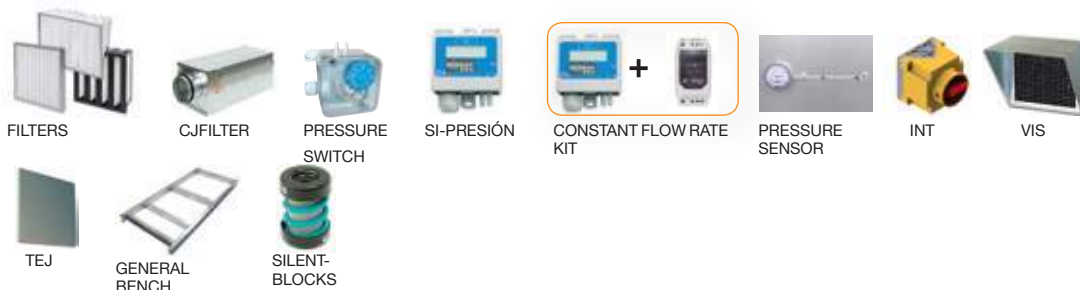 FILTERS
CJFILTER
PRESSURE
SWITCH
SI-PRESIÓN
+
CONSTANT FLOW RATE
KIT
PRESSURE
SENSOR
INT
VIS
TEJ
GENERAL
BENCH
SILENT-
BLOCKS